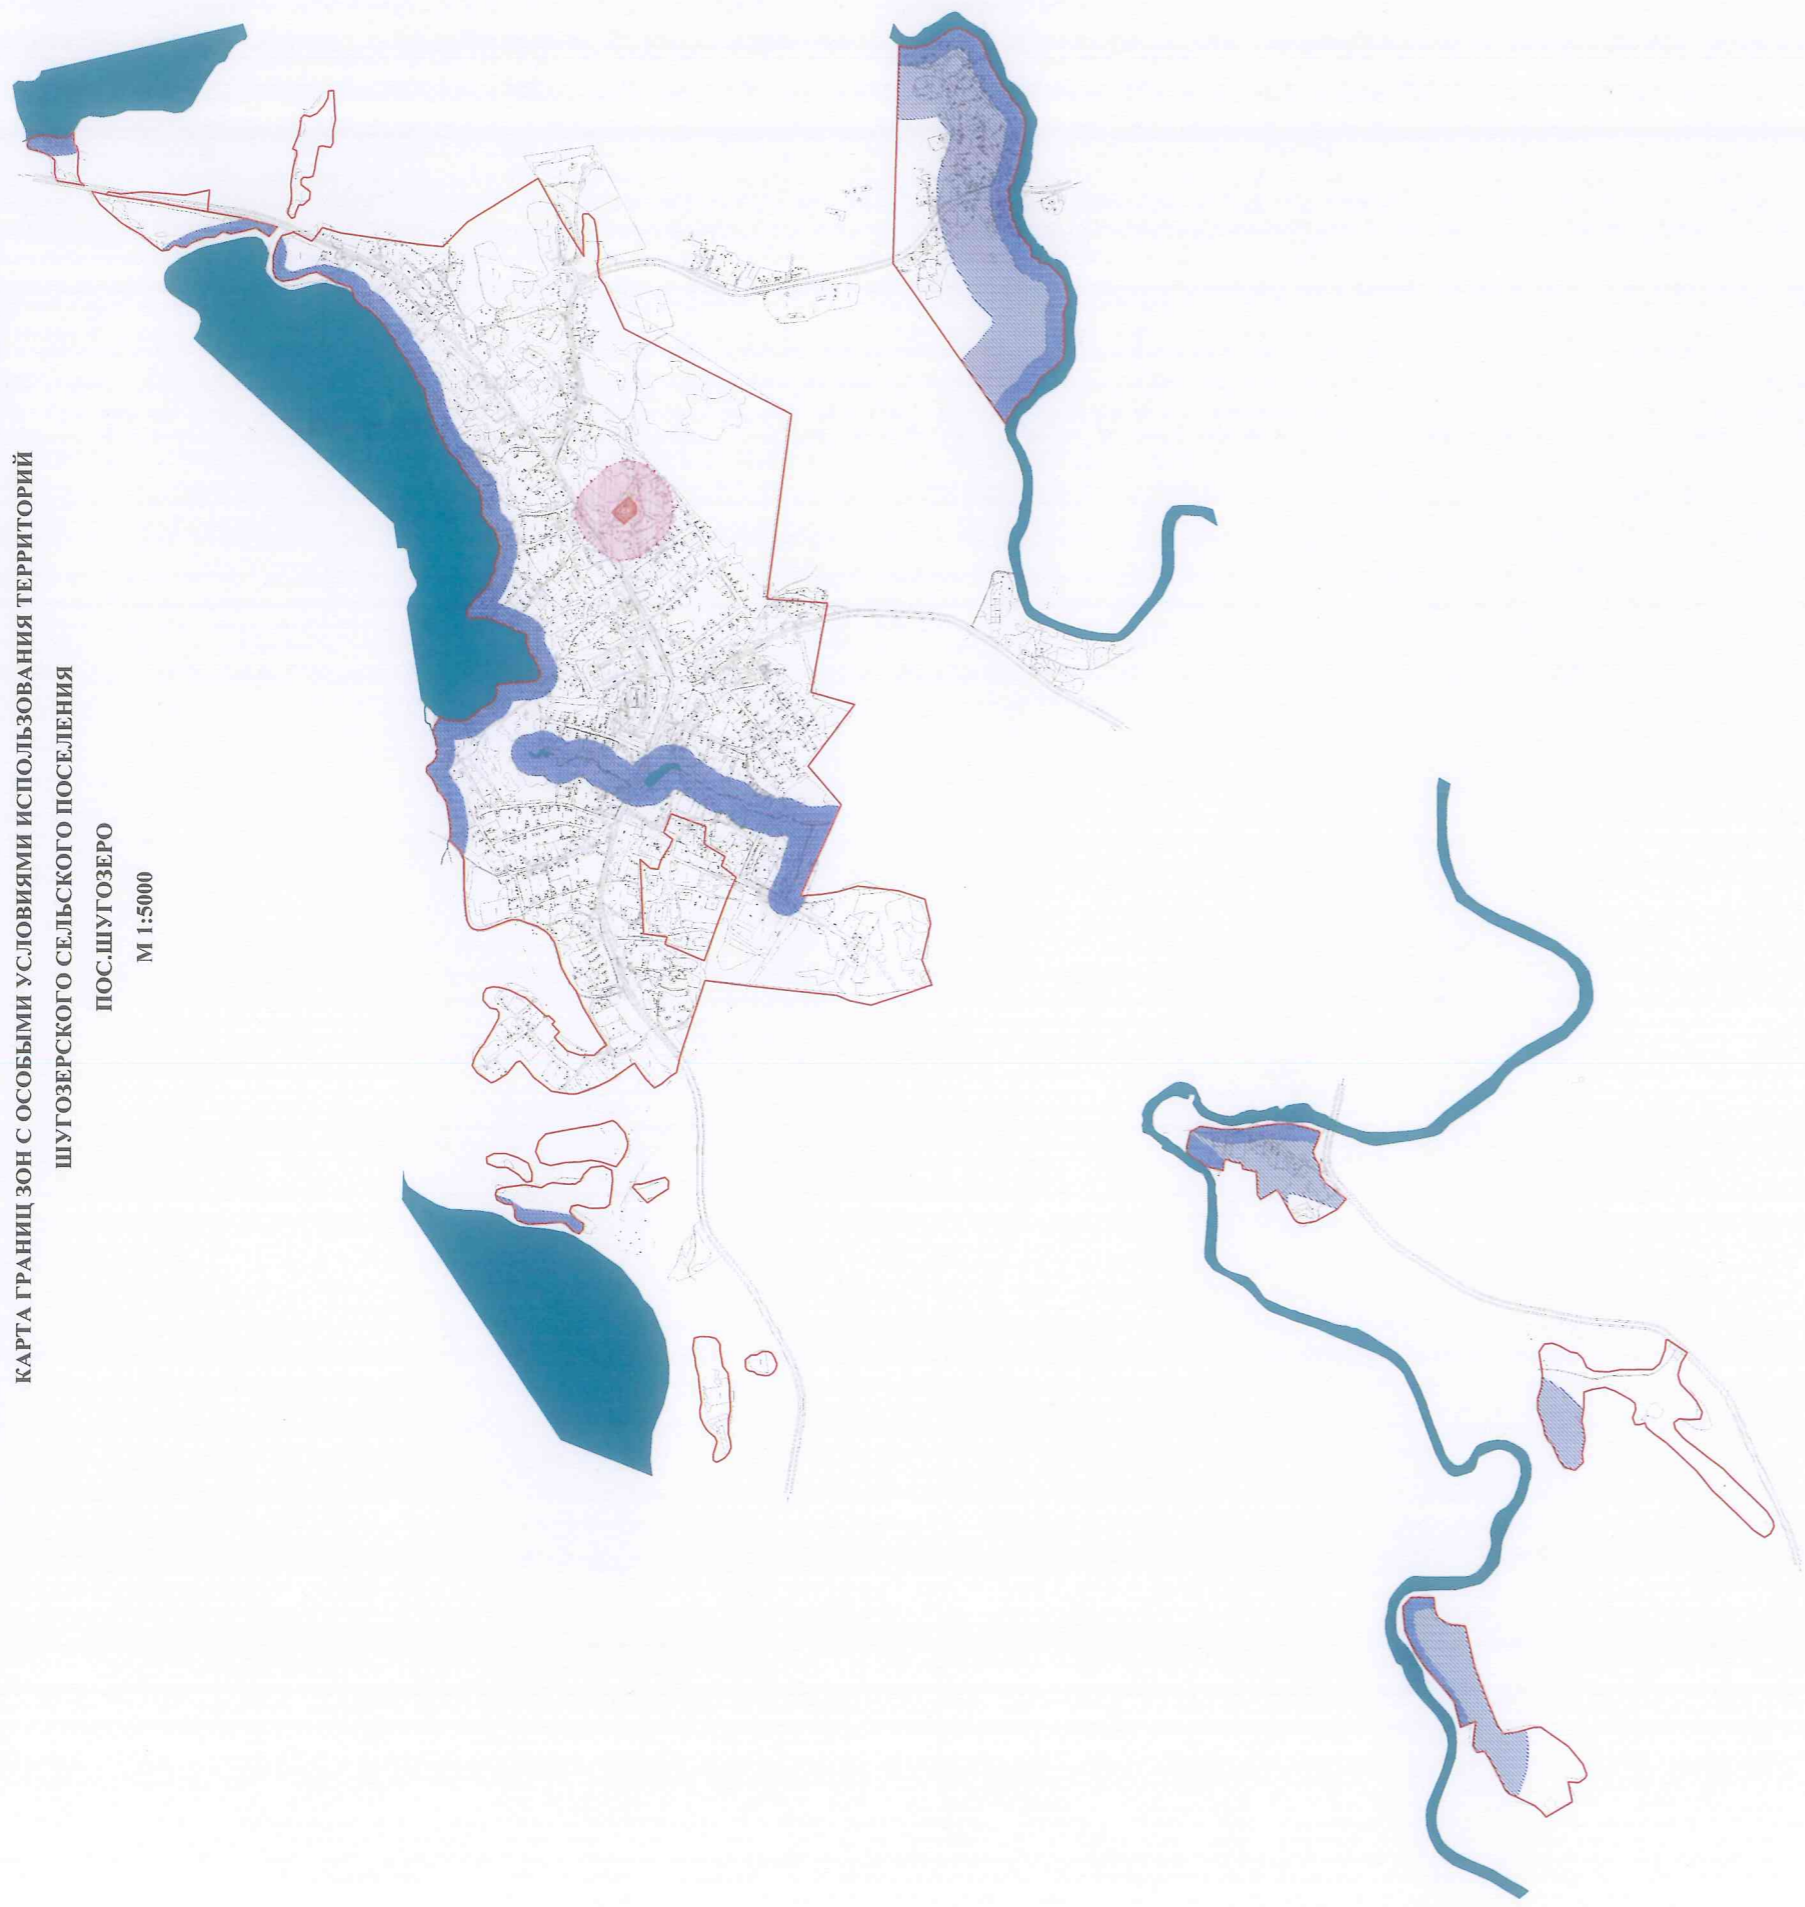 КАРТА ГРАНИЦ ЗОН С ОСОБЫМИ УСЛОВИЯМИ ИСПОЛЬЗОВАНИЯ ТЕРРИТОРИЙ
ШУГОЗЕРСКОГО СЕЛЬСКОГО ПОСЕЛЕНИЯ
ПОС.ШУГОЗЕРО
М 1:5000